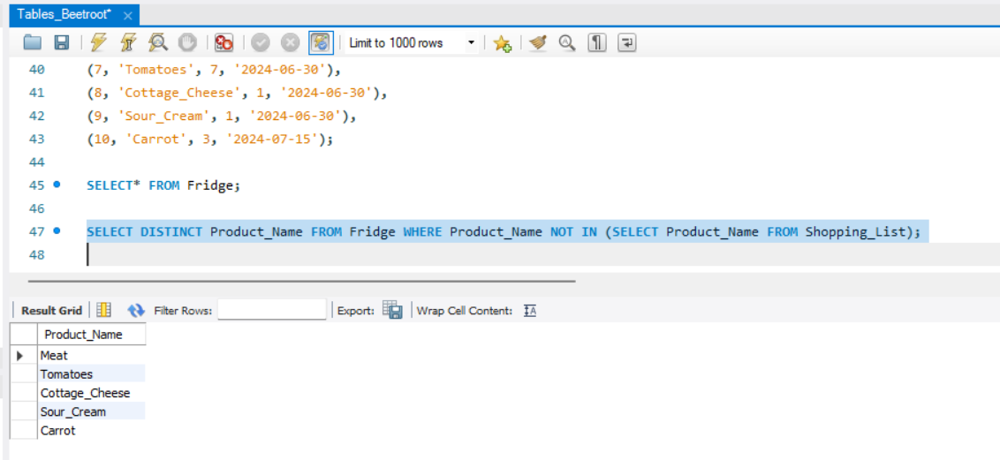 Tables_Beetroot* ×
Limit to 1000 rows
40 (7, 'Tomatoes', 7, '2024-06-30'),
41 (8, 'Cottage_Cheese', 1, '2024-06-30'),
42 (9, 'Sour_Cream', 1, '2024-06-30'),
43 (10, 'Carrot', 3, '2024-07-15');
44
45 SELECT* FROM Fridge;
46
47 SELECT DISTINCT Product_Name FROM Fridge WHERE Product_Name NOT IN (SELECT Product_Name FROM Shopping_List);
48
Result Grid Filter Rows: Export: Wrap Cell Content: IA
Product_Name
Meat
Tomatoes
Cottage_Cheese
Sour_Cream
Carrot